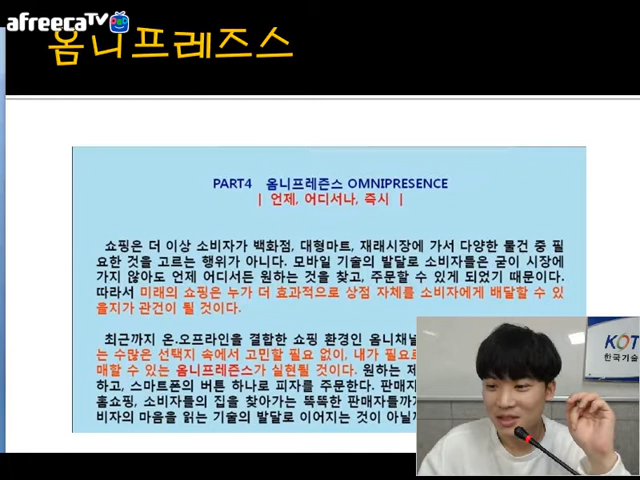 afreecaTV
옴니프레즈스
PART4 옴니프레즌스 OMNIPRESENCE
| 언제, 어디서나, 즉시 |
쇼핑은 더 이상 소비자가 백화점, 대형마트, 재래시장에 가서 다양한 물건 중 필
요한 것을 고르는 행위가 아니다. 모바일 기술의 발달로 소비자들은 굳이 시장에
가지 않아도 언제 어디서든 원하는 것을 찾고, 주문할 수 있게 되었기 때문이다.
따라서 미래의 쇼핑은 누가 더 효과적으로 상점 자체를 소비자에게 배달할 수 있
을지가 관건이 될 것이다.
최근까지 온.오프라인을 결합한 쇼핑 환경인 옴니채널
는 수많은 선택지 속에서 고민할 필요 없이, 내가 필요로
매할 수 있는 옴니프레즌스가 실현될 것이다. 원하는 제
하고, 스마트폰의 버튼 하나로 피자를 주문한다. 판매자
홈쇼핑, 소비자들의 집을 찾아가는 똑똑한 판매자들까지
비자의 마음을 읽는 기술의 발달로 이어지는 것이 아닐까
KOT
한국기술